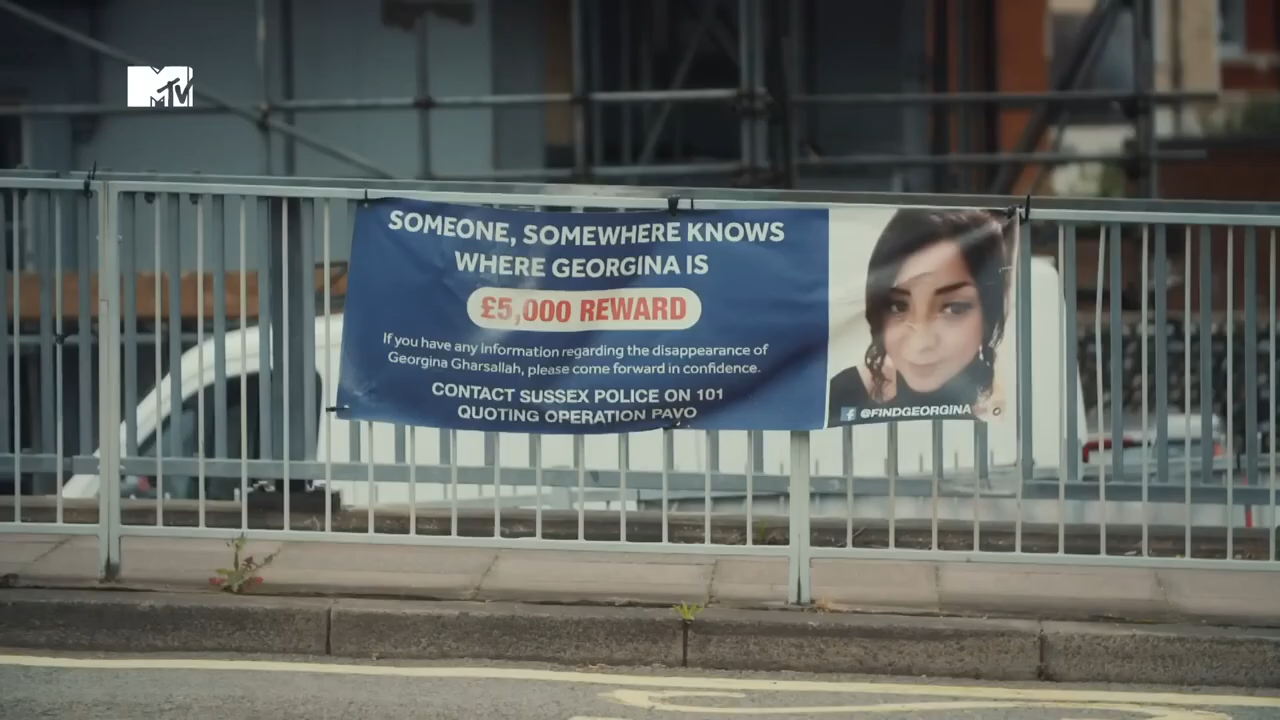 MTV
SOMEONE, SOMEWHERE KNOWS
WHERE GEORGINA IS
£5,000 REWARD
If you have any information regarding the disappearance of
Georgina Gharsallah, please come forward in confidence.
CONTACT SUSSEX POLICE ON 101
QUOTING OPERATION PAVO
f @FINDGEORGINA